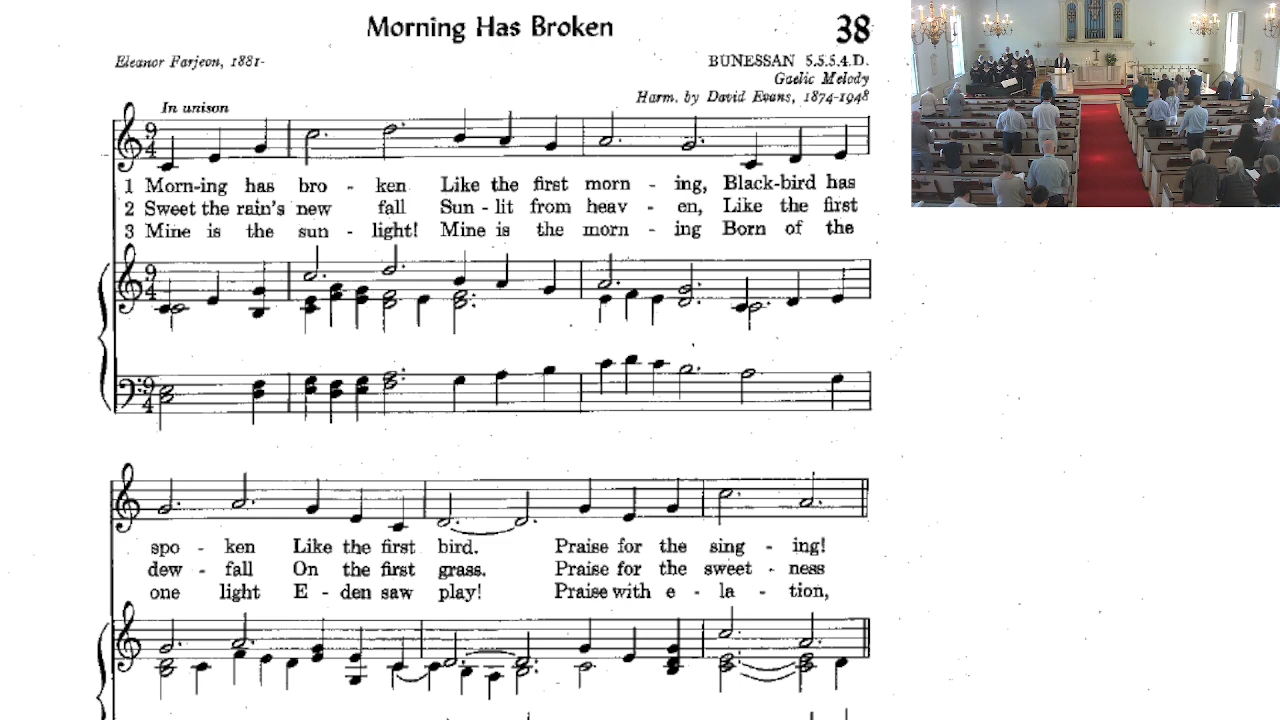 Morning Has Broken
38
Eleanor Farjeon, 1881-
BUNESSAN 5.5.5.4.D.
Gaelic Melody
Harm. by David Evans, 1874-1948
In unison
1 Morn-ing has bro - ken Like the first morn - ing, Black-bird has
2 Sweet the rain's new fall Sun - lit from heav - en, Like the first
3 Mine is the sun - light! Mine is the morn - ing Born of the
spo - ken Like the first bird. Praise for the sing - ing!
dew - fall On the first grass. Praise for the sweet - ness
one light E - den saw play! Praise with e - la - tion,